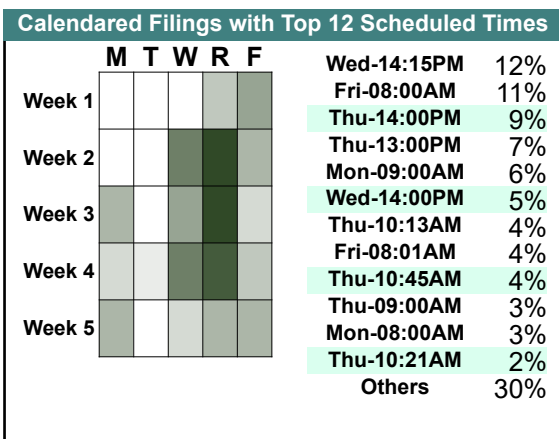 Calendared Filings with Top 12 Scheduled Times
M T W R F
Week 1
Week 2
Week 3
Week 4
Week 5
Wed-14:15PM 12%
Fri-08:00AM 11%
Thu-14:00PM 9%
Thu-13:00PM 7%
Mon-09:00AM 6%
Wed-14:00PM 5%
Thu-10:13AM 4%
Fri-08:01AM 4%
Thu-10:45AM 4%
Thu-09:00AM 3%
Mon-08:00AM 3%
Thu-10:21AM 2%
Others 30%